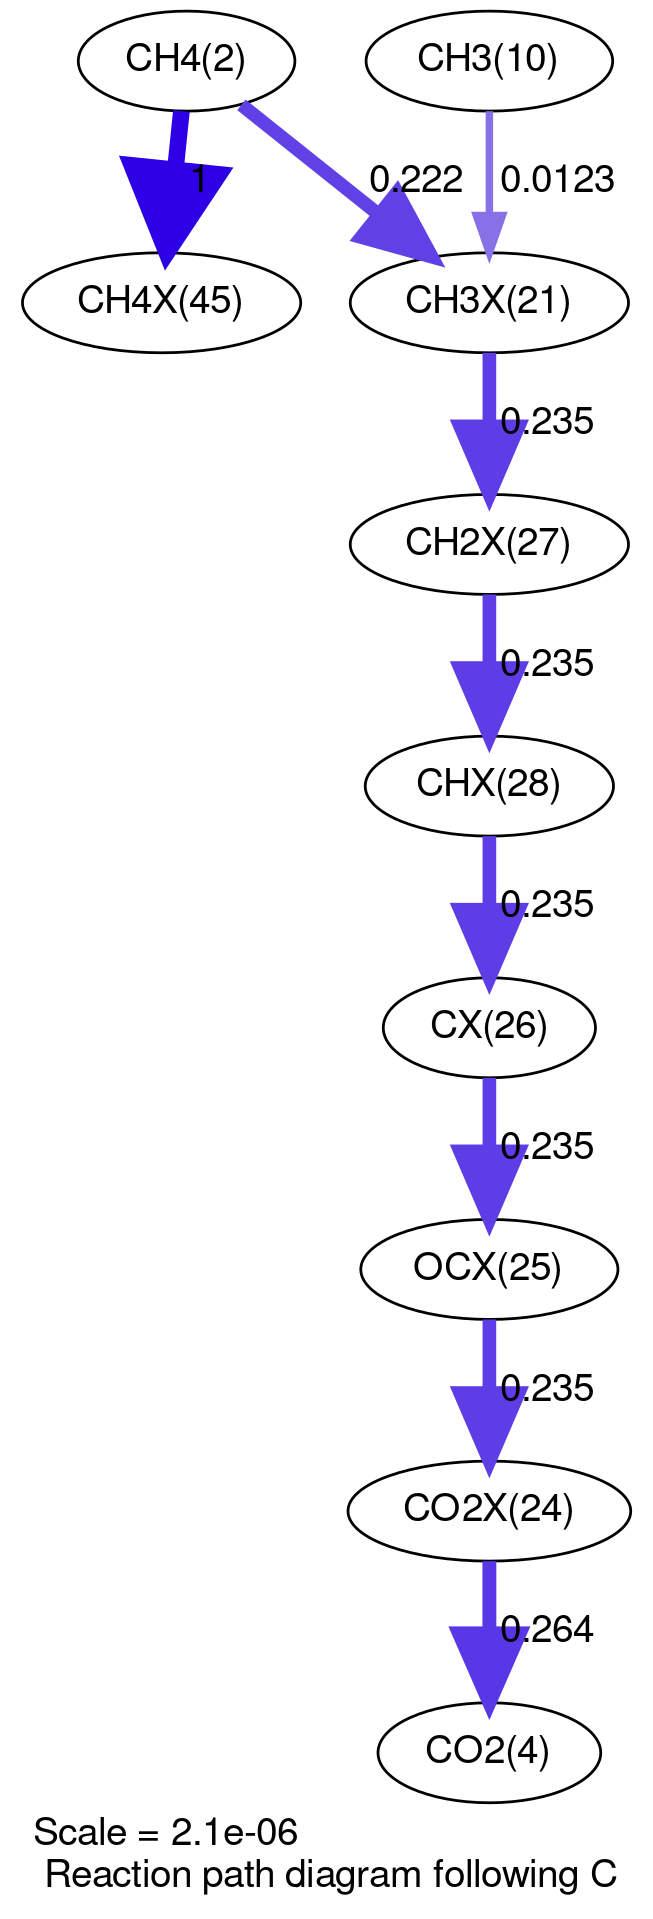 CH4(2)
CH3(10)
1
0.222
0.0123
CH4X(45)
CH3X(21)
0.235
CH2X(27)
0.235
CHX(28)
0.235
CX(26)
0.235
OCX(25)
0.235
CO2X(24)
0.264
CO2(4)
Scale = 2.1e-06
Reaction path diagram following C